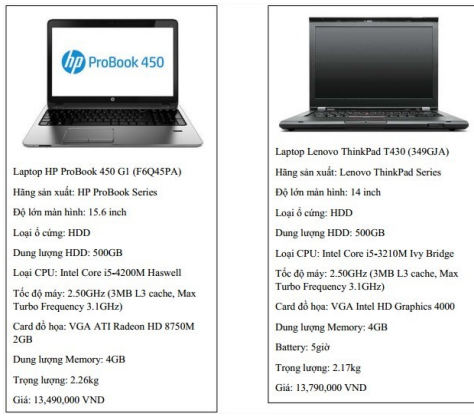 hp ProBook 450
Laptop HP ProBook 450 G1 (F6Q45PA)
Hãng sản xuất: HP ProBook Series
Độ lớn màn hình: 15.6 inch
Loại ổ cứng: HDD
Dung lượng HDD: 500GB
Loại CPU: Intel Core i5-4200M Haswell
Tốc độ máy: 2.50GHz (3MB L3 cache, Max
Turbo Frequency 3.1GHz)
Card đồ họa: VGA ATI Radeon HD 8750M
2GB
Dung lượng Memory: 4GB
Trọng lượng: 2.26kg
Giá: 13,490,000 VND
Laptop Lenovo ThinkPad T430 (349GJA)
Hãng sản xuất: Lenovo ThinkPad Series
Độ lớn màn hình: 14 inch
Loại ổ cứng: HDD
Dung lượng HDD: 500GB
Loại CPU: Intel Core i5-3210M Ivy Bridge
Tốc độ máy: 2.50GHz (3MB L3 cache, Max
Turbo Frequency 3.1GHz)
Card đồ họa: VGA Intel HD Graphics 4000
Dung lượng Memory: 4GB
Battery: 5giờ
Trọng lượng: 2.17kg
Giá: 13,790,000 VND